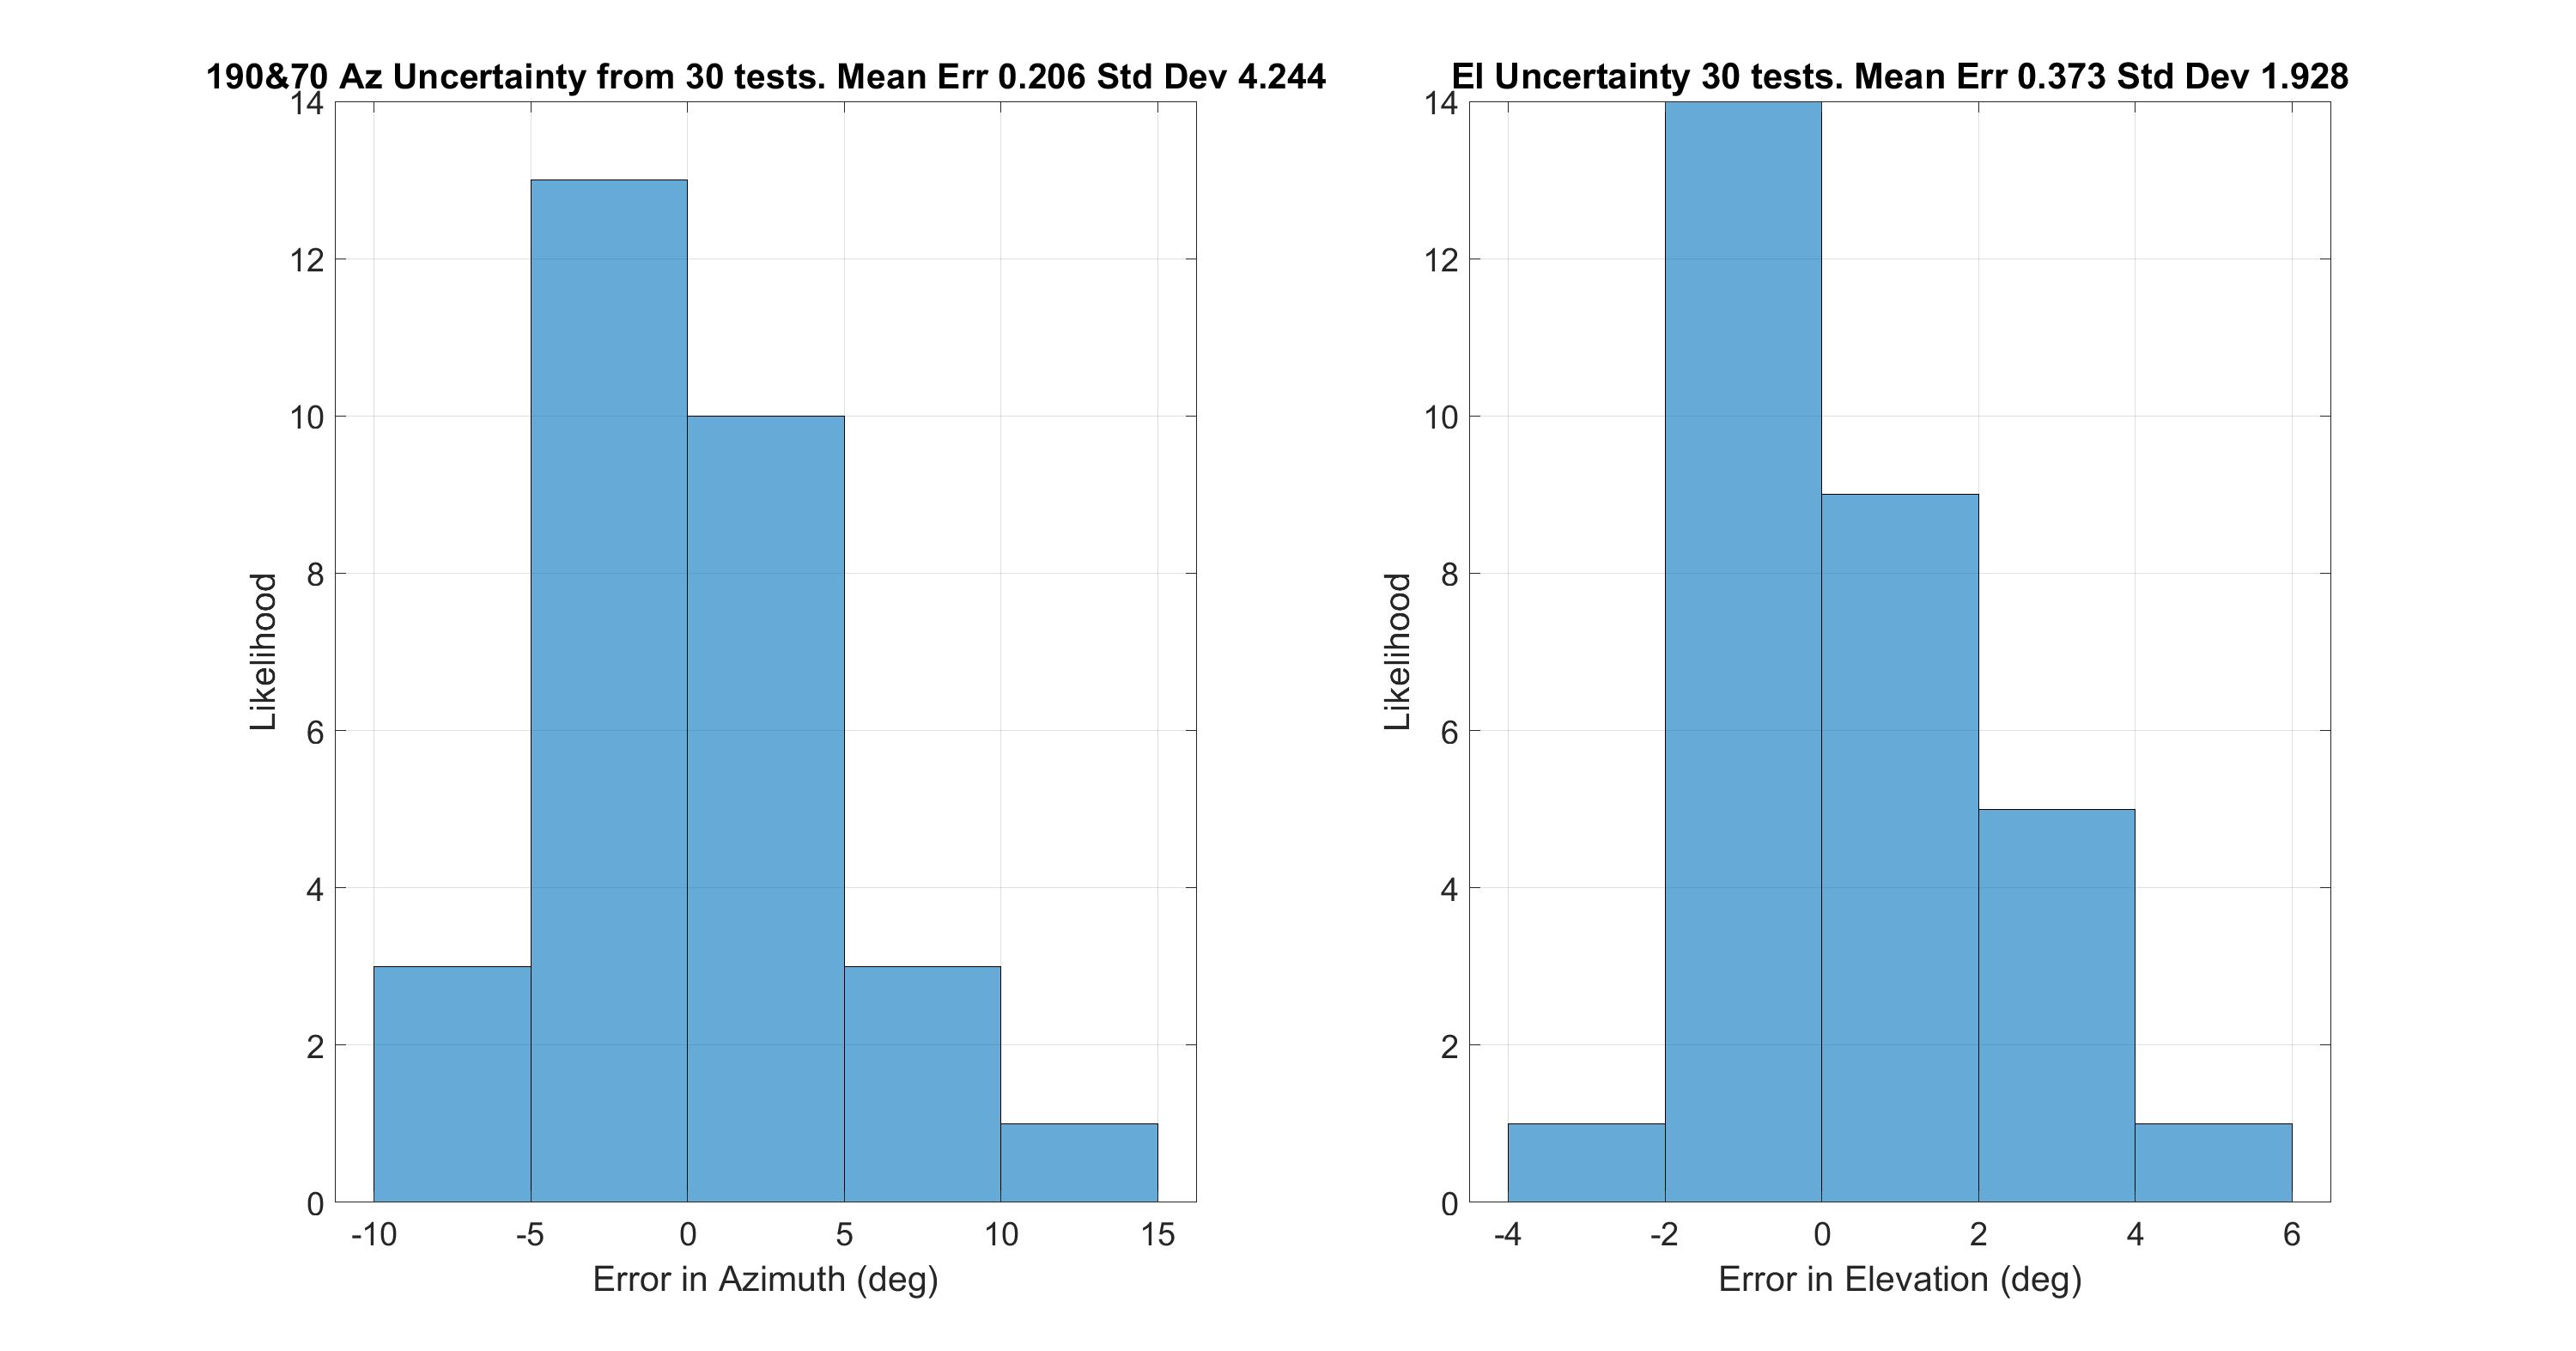 190&70 Az Uncertainty from 30 tests. Mean Err 0.206 Std Dev 4.244
14
12
10
8
6
4
2
0
Likelihood
-10 -5 0 5 10 15
Error in Azimuth (deg)
El Uncertainty 30 tests. Mean Err 0.373 Std Dev 1.928
14
12
10
8
6
4
2
0
Likelihood
-4 -2 0 2 4 6
Error in Elevation (deg)